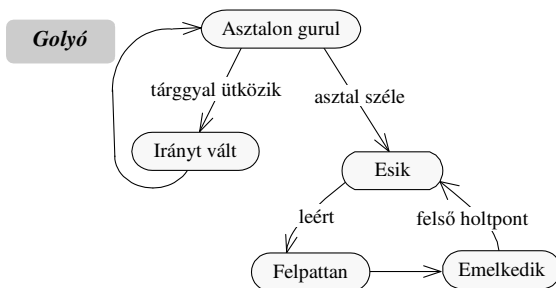 Golyó
Asztalon gurul
tárggyal ütközik
asztal széle
Irányt vált
Esik
leért
felső holtpont
Felpattan
Emelkedik